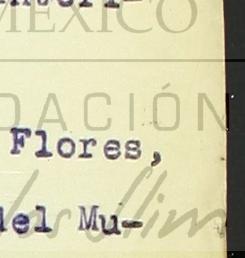 MÉXICO
DACIÓN
Flores,
del Mu-